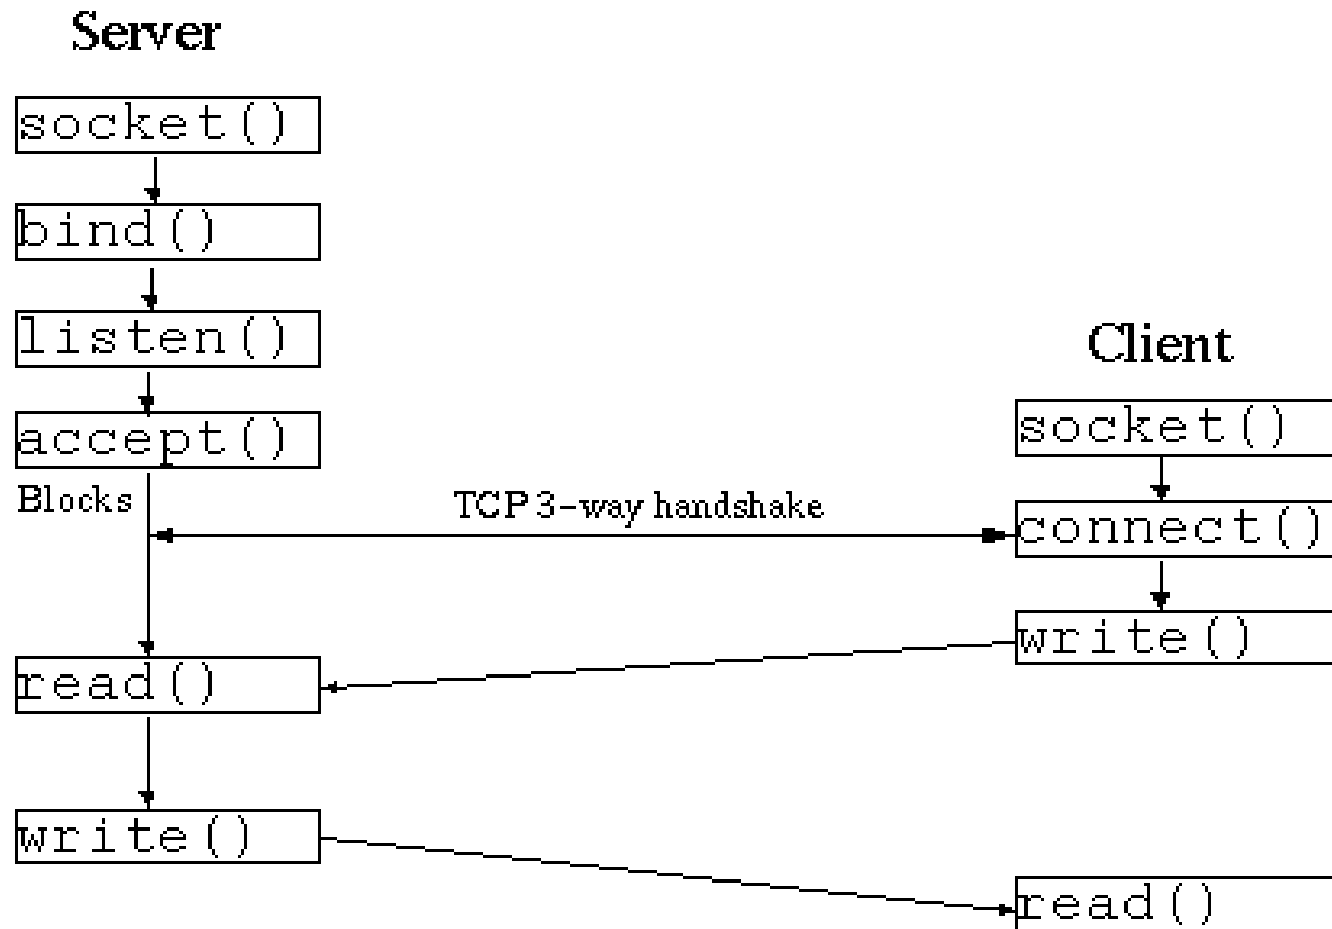 Server
socket()
bind()
listen()
accept()
Blocks
TCP 3-way handshake
read()
write()
Client
socket()
connect()
write()
read()